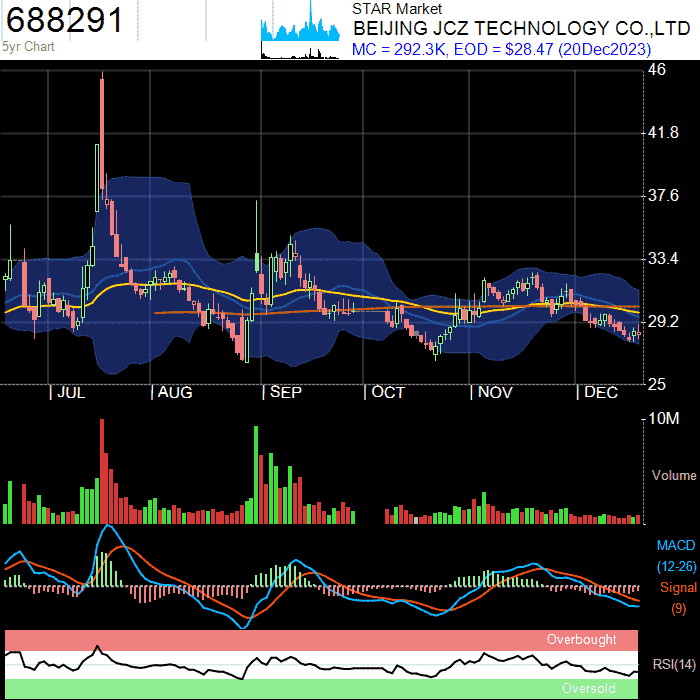 688291
5yr Chart
STAR Market
BEIJING JCZ TECHNOLOGY CO.,LTD
MC = 292.3K, EOD = $28.47 (20Dec2023)
46
41.8
37.6
33.4
29.2
25
| JUL
| AUG
| SEP
| OCT
| NOV
| DEC
10M
Volume
MACD
(12-26)
Signal
(9)
Overbought
RSI(14)
Oversold